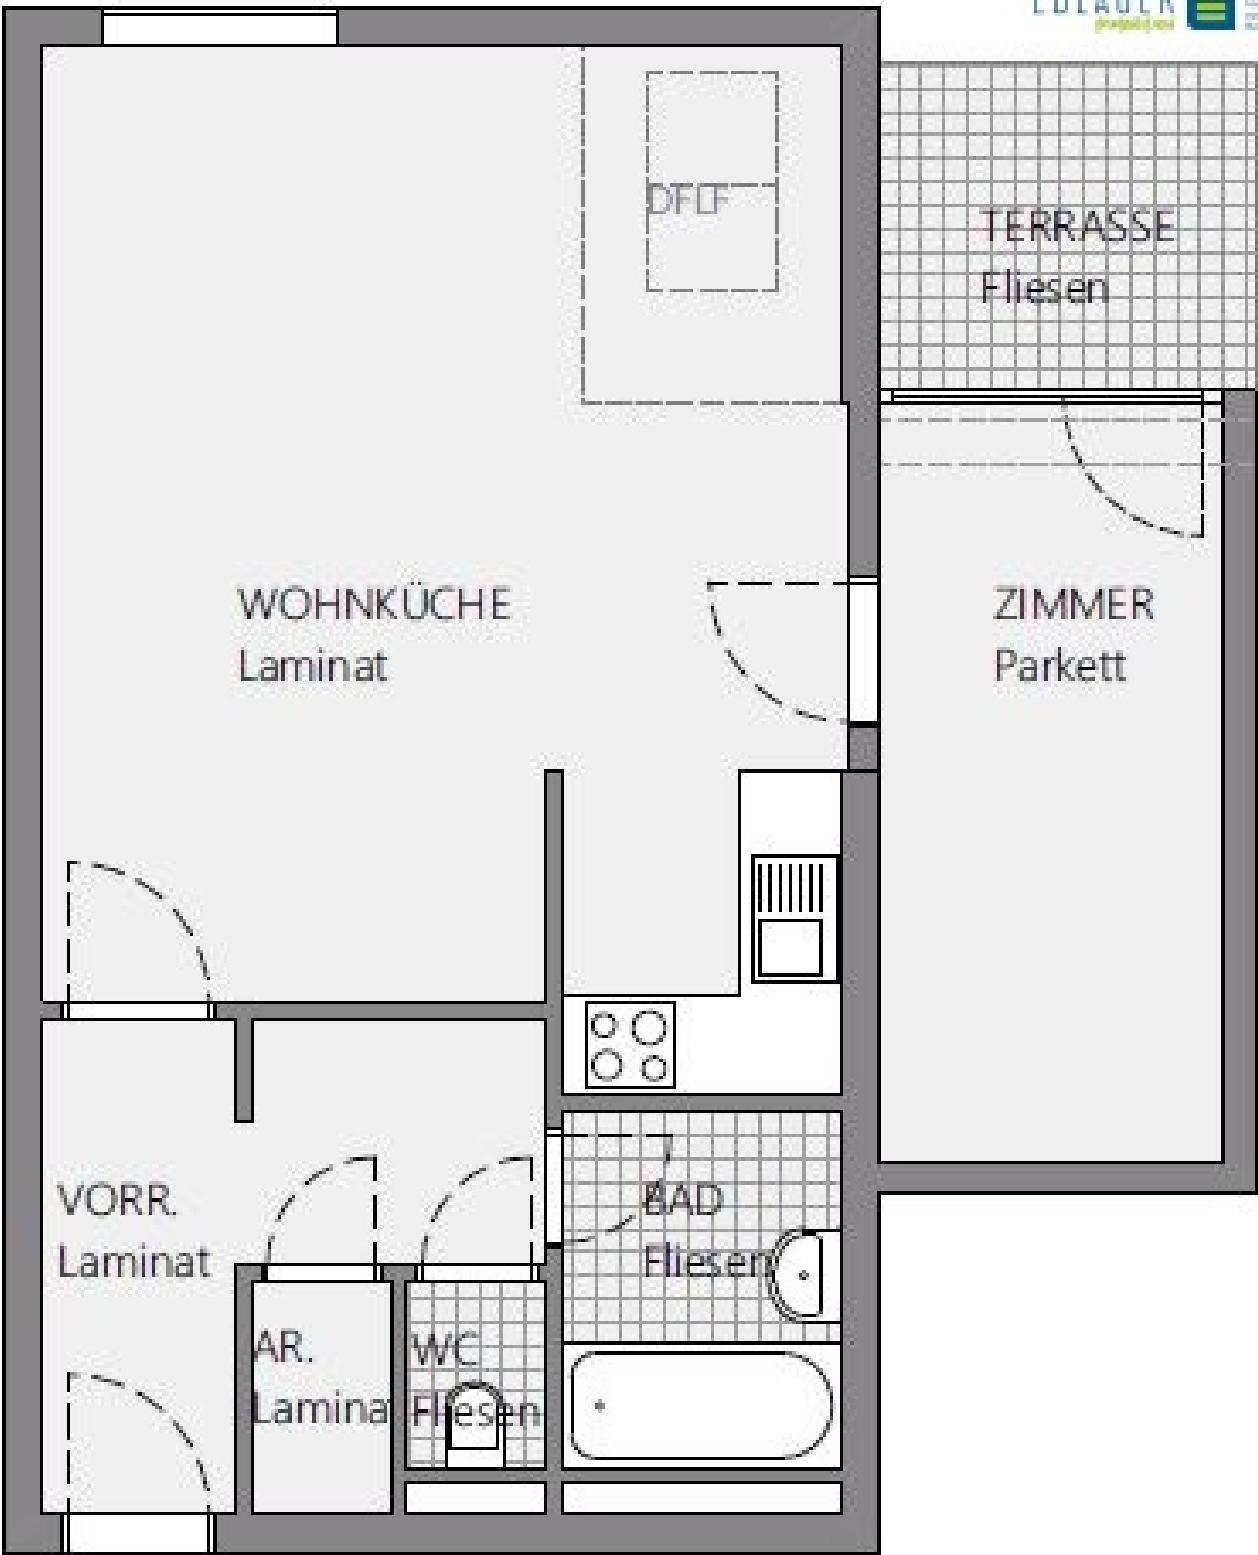 DFLF
TERRASSE
Fliesen
WOHNKÜCHE
Laminat
ZIMMER
Parkett
VORR.
Laminat
BAD
Fliesen
AR.
Laminat
WC
Fliesen